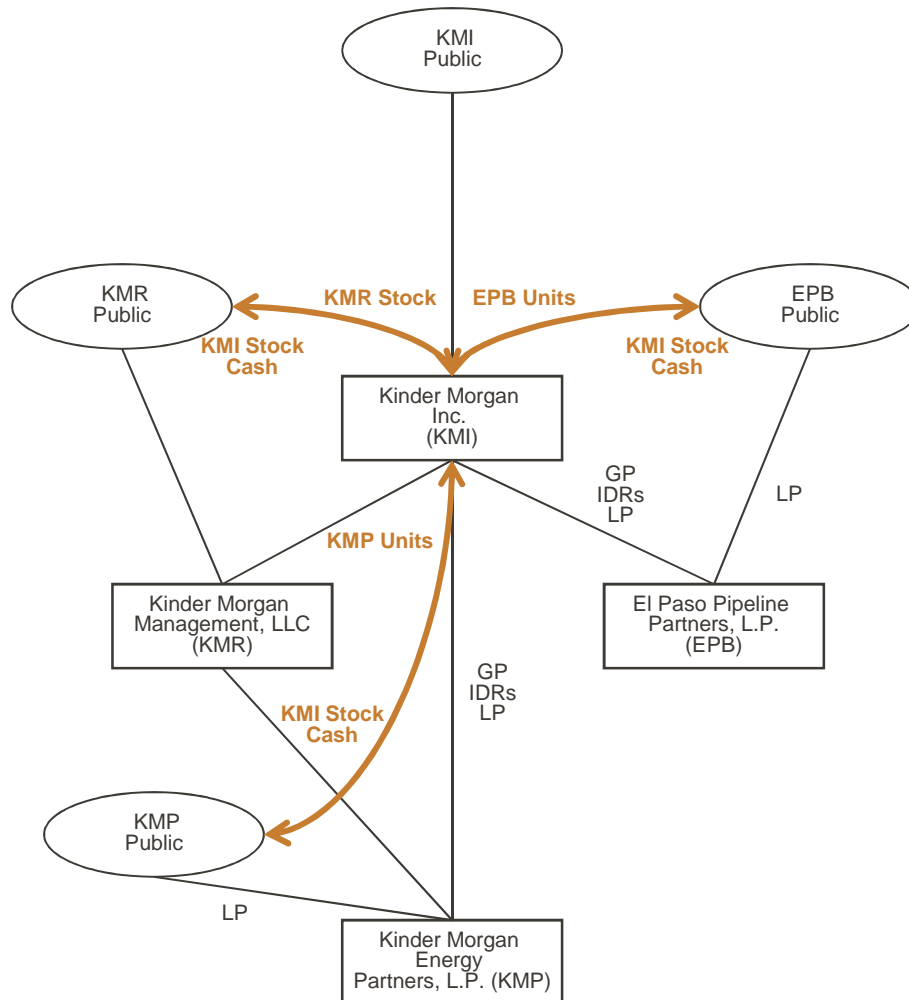 KMI
Public
KMR
Public
KMR Stock
EPB Units
EPB
Public
KMI Stock
Cash
KMI Stock
Cash
Kinder Morgan
Inc.
(KMI)
GP
IDRs
LP
LP
KMP Units
Kinder Morgan
Management, LLC
(KMR)
El Paso Pipeline
Partners, L.P.
(EPB)
GP
IDRs
LP
KMI Stock
Cash
KMP
Public
LP
Kinder Morgan
Energy
Partners, L.P. (KMP)